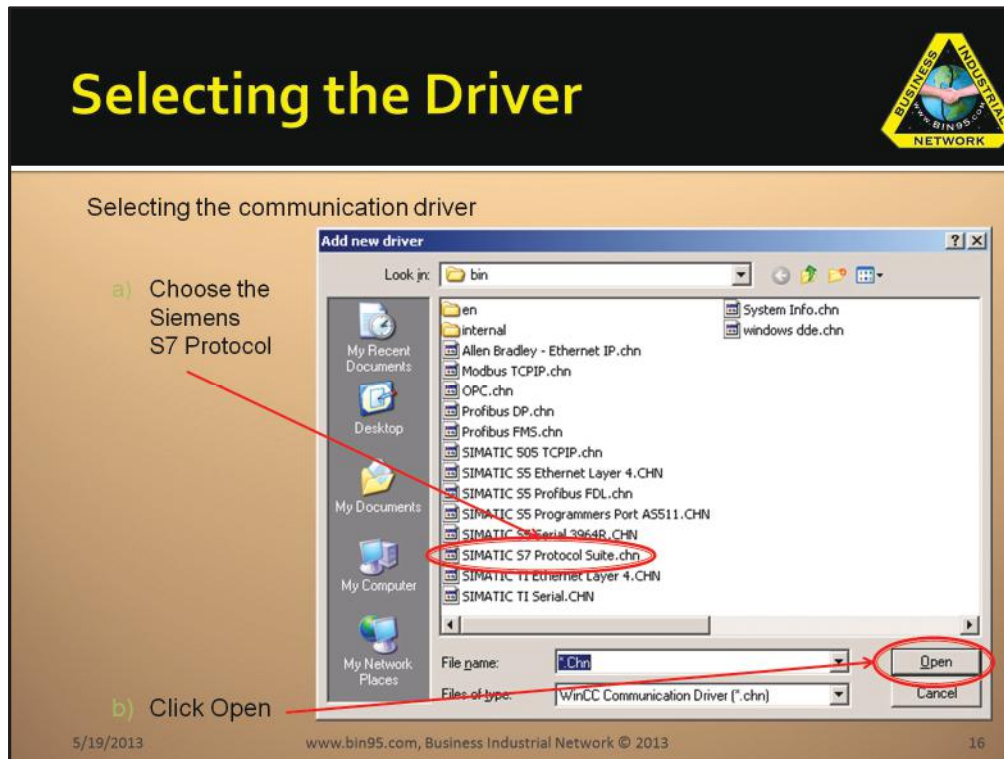 Selecting the Driver
BUSINESS
INDUSTRIAL
www.BIN95.com
NETWORK
Selecting the communication driver
a) Choose the
Siemens
S7 Protocol
Add new driver
Look in:
bin
My Recent
Documents
Desktop
My Documents
My Computer
My Network
Places
en
internal
Allen Bradley - Ethernet IP.chn
Modbus TCPIP.chn
OPC.chn
Profibus DP.chn
Profibus FMS.chn
SIMATIC 505 TCPIP.chn
SIMATIC S5 Ethernet Layer 4.CHN
SIMATIC S5 Profibus FDL.chn
SIMATIC S5 Programmers Port AS511.CHN
SIMATIC S5 Serial 3964R.CHN
SIMATIC S7 Protocol Suite.chn
SIMATIC TI Ethernet Layer 4.CHN
SIMATIC TI Serial.CHN
System Info.chn
windows dde.chn
File name:
*.Chn
Open
Files of type:
WinCC Communication Driver (*.chn)
Cancel
b) Click Open
5/19/2013
www.bin95.com, Business Industrial Network © 2013
16